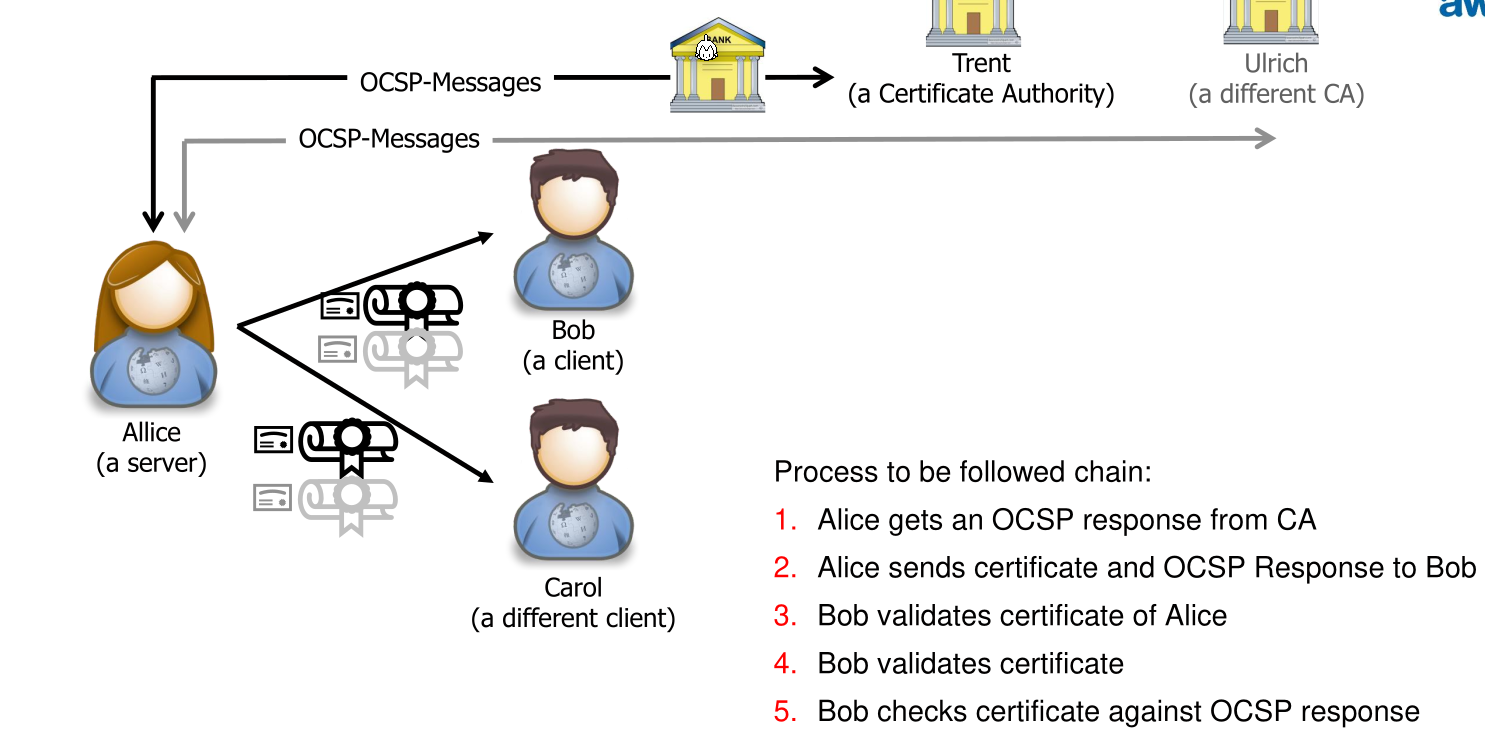 aw
BANK
OCSP-Messages
Trent
(a Certificate Authority)
Ulrich
(a different CA)
OCSP-Messages
Bob
(a client)
Allice
(a server)
Carol
(a different client)
Process to be followed chain:
1. Alice gets an OCSP response from CA
2. Alice sends certificate and OCSP Response to Bob
3. Bob validates certificate of Alice
4. Bob validates certificate
5. Bob checks certificate against OCSP response